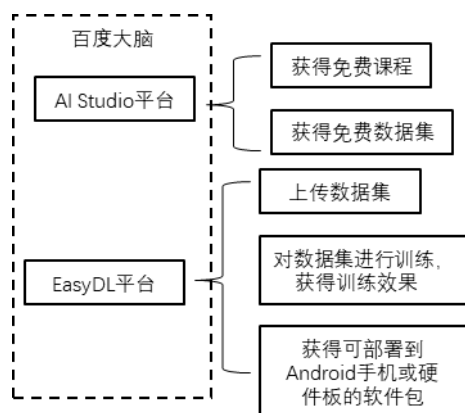 百度大脑
AI Studio平台
获得免费课程
获得免费数据集
EasyDL平台
上传数据集
对数据集进行训练,
获得训练效果
获得可部署到
Android手机或硬
件板的软件包